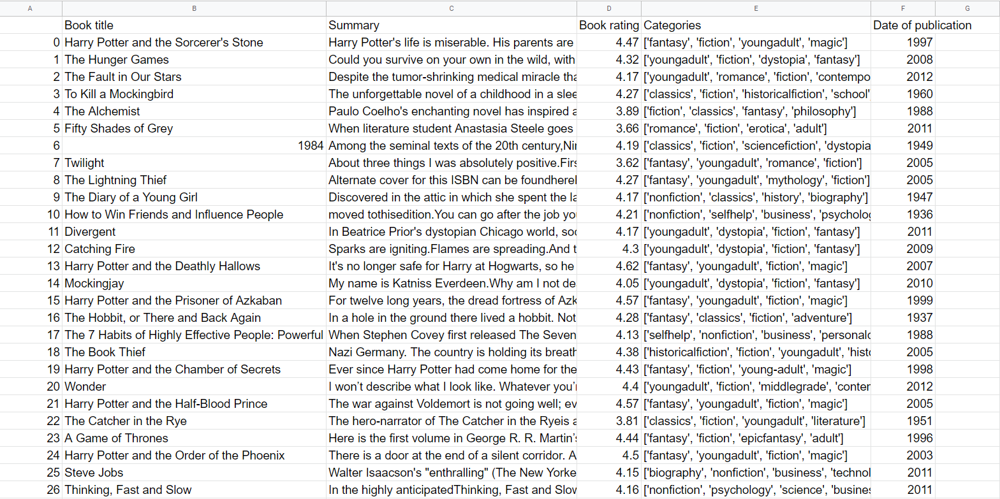 A B C D E F G
Book title Summary Book rating Categories Date of publication
0 Harry Potter and the Sorcerer's Stone Harry Potter's life is miserable. His parents are 4.47 ['fantasy', 'fiction', 'youngadult', 'magic'] 1997
1 The Hunger Games Could you survive on your own in the wild, with 4.32 ['youngadult', 'fiction', 'dystopia', 'fantasy'] 2008
2 The Fault in Our Stars Despite the tumor-shrinking medical miracle tha 4.17 ['youngadult', 'romance', 'fiction', 'contempo 2012
3 To Kill a Mockingbird The unforgettable novel of a childhood in a slee 4.27 ['classics', 'fiction', 'historicalfiction', 'school' 1960
4 The Alchemist Paulo Coelho's enchanting novel has inspired a 3.89 ['fiction', 'classics', 'fantasy', 'philosophy'] 1988
5 Fifty Shades of Grey When literature student Anastasia Steele goes 3.66 ['romance', 'fiction', 'erotica', 'adult'] 2011
6 1984 Among the seminal texts of the 20th century,Nin 4.19 ['classics', 'fiction', 'sciencefiction', 'dystopia 1949
7 Twilight About three things I was absolutely positive.Firs 3.62 ['fantasy', 'youngadult', 'romance', 'fiction'] 2005
8 The Lightning Thief Alternate cover for this ISBN can be foundhereI 4.27 ['fantasy', 'youngadult', 'mythology', 'fiction'] 2005
9 The Diary of a Young Girl Discovered in the attic in which she spent the la 4.17 ['nonfiction', 'classics', 'history', 'biography'] 1947
10 How to Win Friends and Influence People moved tothisedition.You can go after the job yo 4.21 ['nonfiction', 'selfhelp', 'business', 'psycholog 1936
11 Divergent In Beatrice Prior's dystopian Chicago world, soc 4.17 ['youngadult', 'dystopia', 'fiction', 'fantasy'] 2011
12 Catching Fire Sparks are igniting.Flames are spreading.And t 4.3 ['youngadult', 'dystopia', 'fiction', 'fantasy'] 2009
13 Harry Potter and the Deathly Hallows It's no longer safe for Harry at Hogwarts, so he 4.62 ['fantasy', 'youngadult', 'fiction', 'magic'] 2007
14 Mockingjay My name is Katniss Everdeen.Why am I not de 4.05 ['youngadult', 'dystopia', 'fiction', 'fantasy'] 2010
15 Harry Potter and the Prisoner of Azkaban For twelve long years, the dread fortress of Azk 4.57 ['fantasy', 'youngadult', 'fiction', 'magic'] 1999
16 The Hobbit, or There and Back Again In a hole in the ground there lived a hobbit. Not 4.28 ['fantasy', 'classics', 'fiction', 'adventure'] 1937
17 The 7 Habits of Highly Effective People: Powerful When Stephen Covey first released The Seven 4.13 ['selfhelp', 'nonfiction', 'business', 'personald 1988
18 The Book Thief Nazi Germany. The country is holding its breath 4.38 ['historicalfiction', 'fiction', 'youngadult', 'histo 2005
19 Harry Potter and the Chamber of Secrets Ever since Harry Potter had come home for the 4.43 ['fantasy', 'fiction', 'young-adult', 'magic'] 1998
20 Wonder I won’t describe what I look like. Whatever you’r 4.4 ['youngadult', 'fiction', 'middlegrade', 'conten 2012
21 Harry Potter and the Half-Blood Prince The war against Voldemort is not going well; ev 4.57 ['fantasy', 'youngadult', 'fiction', 'magic'] 2005
22 The Catcher in the Rye The hero-narrator of The Catcher in the Ryeis a 3.81 ['classics', 'fiction', 'youngadult', 'literature'] 1951
23 A Game of Thrones Here is the first volume in George R. R. Martin’s 4.44 ['fantasy', 'fiction', 'epicfantasy', 'adult'] 1996
24 Harry Potter and the Order of the Phoenix There is a door at the end of a silent corridor. A 4.5 ['fantasy', 'youngadult', 'fiction', 'magic'] 2003
25 Steve Jobs Walter Isaacson's "enthralling" (The New Yorke 4.15 ['biography', 'nonfiction', 'business', 'technol 2011
26 Thinking, Fast and Slow In the highly anticipatedThinking, Fast and Slow 4.16 ['nonfiction', 'psychology', 'science', 'busines 2011